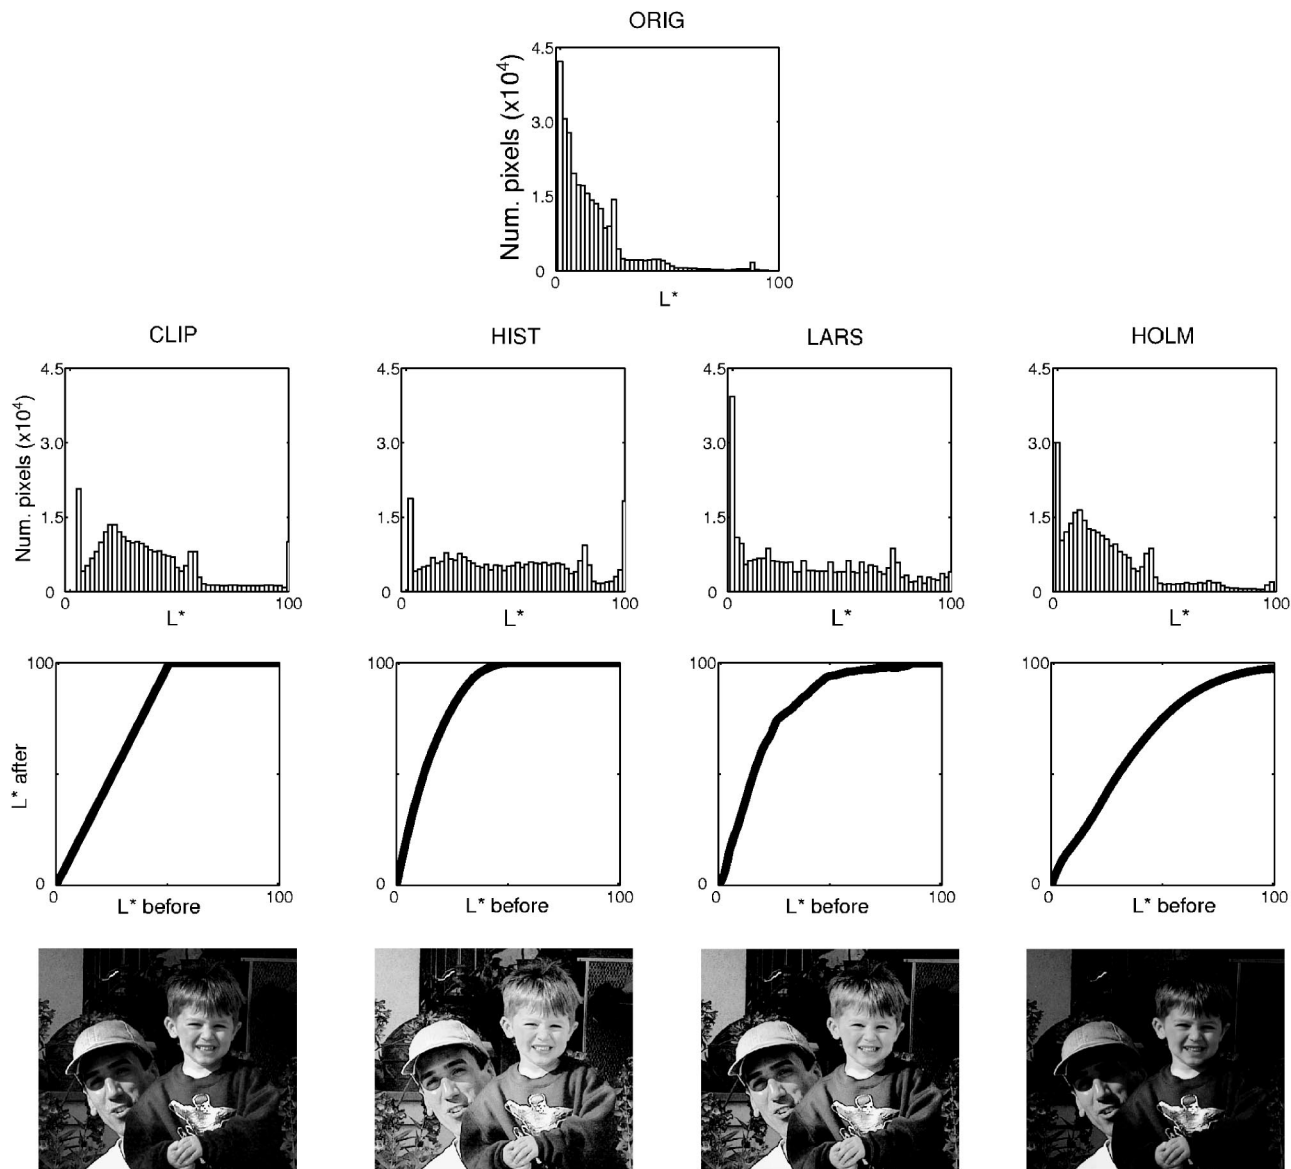 ORIG
4.5
3.0
1.5
0
Num. pixels (x10⁴)
0 100
L*
CLIP HIST LARS HOLM
4.5 4.5 4.5 4.5
3.0 3.0 3.0 3.0
1.5 1.5 1.5 1.5
0 0 0 0
Num. pixels (x10⁴)
0 100 0 100 0 100 0 100
L* L* L* L*
100 100 100 100
L* after
0 0 0 0
0 100 0 100 0 100 0 100
L* before L* before L* before L* before